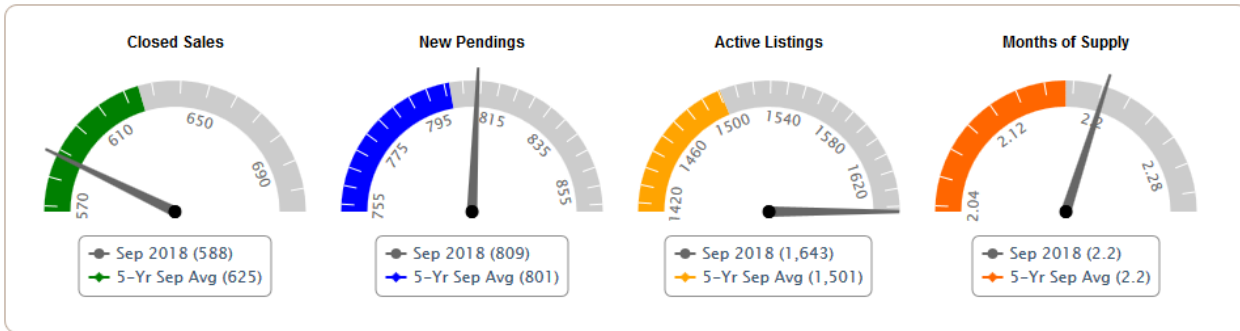 Closed Sales
570
610
650
690
Sep 2018 (588)
5-Yr Sep Avg (625)
New Pendings
755
775
795
815
835
855
Sep 2018 (809)
5-Yr Sep Avg (801)
Active Listings
1420
1460
1500
1540
1580
1620
Sep 2018 (1,643)
5-Yr Sep Avg (1,501)
Months of Supply
2.04
2.12
2.2
2.28
Sep 2018 (2.2)
5-Yr Sep Avg (2.2)